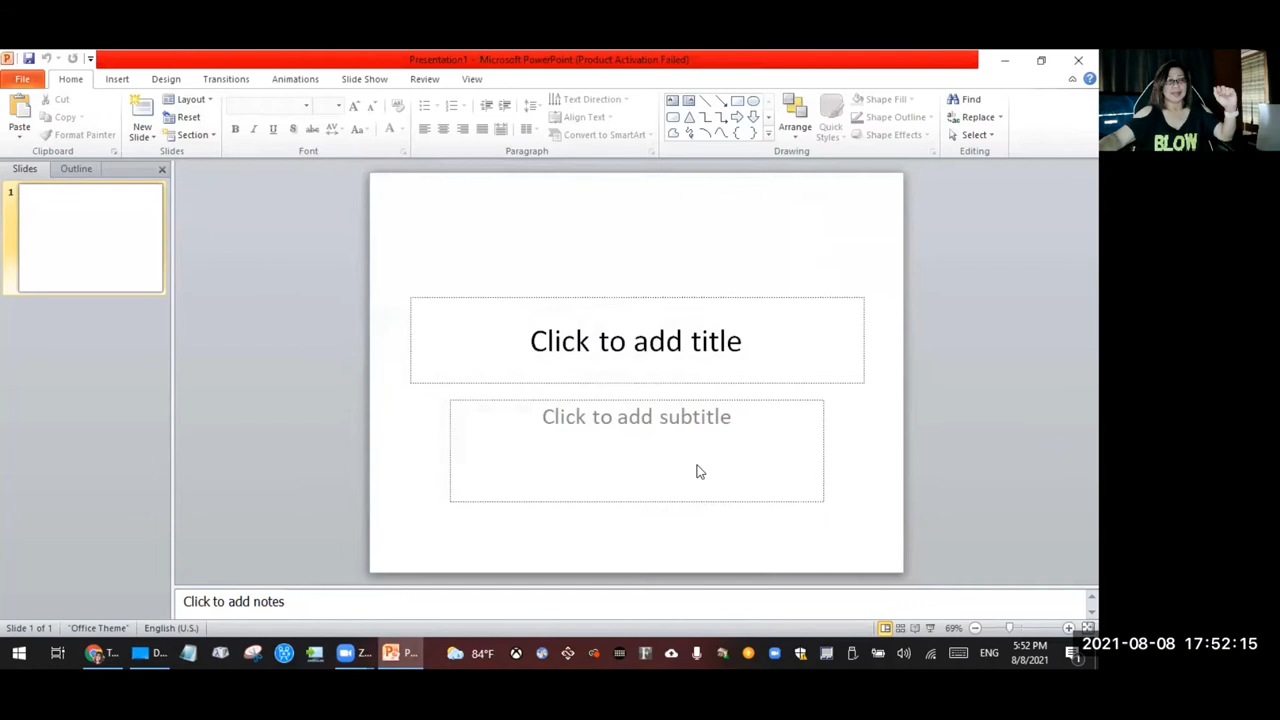 Presentation1 - Microsoft PowerPoint (Product Activation Failed)
File Home Insert Design Transitions Animations Slide Show Review View
Paste
Cut
Copy
Format Painter
Clipboard
New Slide
Layout
Reset
Section
Slides
B I U S abc AV Aa A
Font
Text Direction
Align Text
Convert to SmartArt
Paragraph
Arrange
Quick Styles
Shape Fill
Shape Outline
Shape Effects
Drawing
Find
Replace
Select
Editing
BLOW
Slides Outline
1
Click to add title
Click to add subtitle
Click to add notes
Slide 1 of 1 "Office Theme" English (U.S.) 69%
T... D... Z... P... 84°F ENG 5:52 PM
8/8/2021
2021-08-08 17:52:15